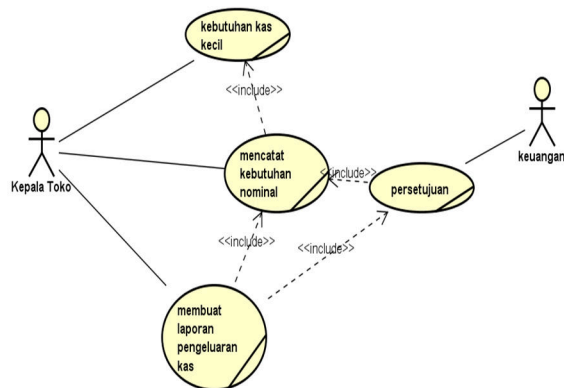 kebutuhan kas
kecil
<<include>>
Kepala Toko
mencatat
kebutuhan
nominal
<<include>>
persetujuan
keuangan
<<include>>
<<include>>
membuat
laporan
pengeluaran
kas